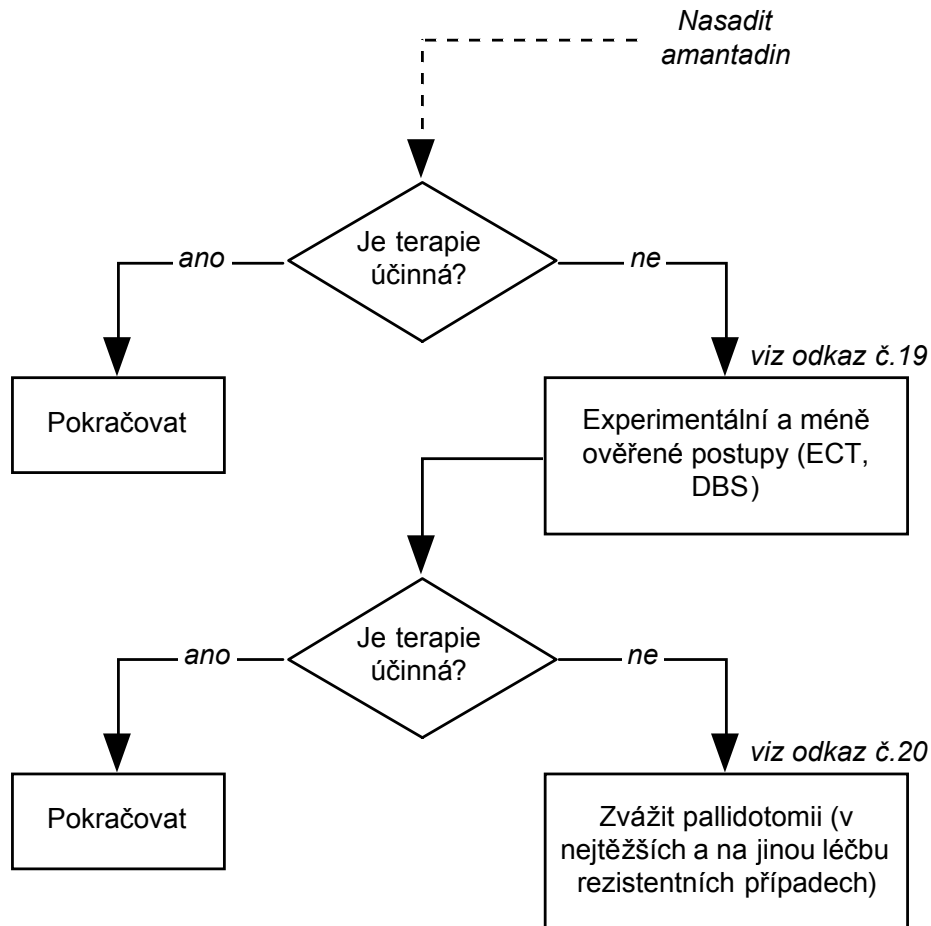 Nasadit
amantadin
Je terapie
účinná?
ano
ne
viz odkaz č.19
Pokračovat
Experimentální a méně
ověřené postupy (ECT,
DBS)
Je terapie
účinná?
ano
ne
viz odkaz č.20
Pokračovat
Zvážit pallidotomii (v
nejtěžších a na jinou léčbu
rezistentních případech)